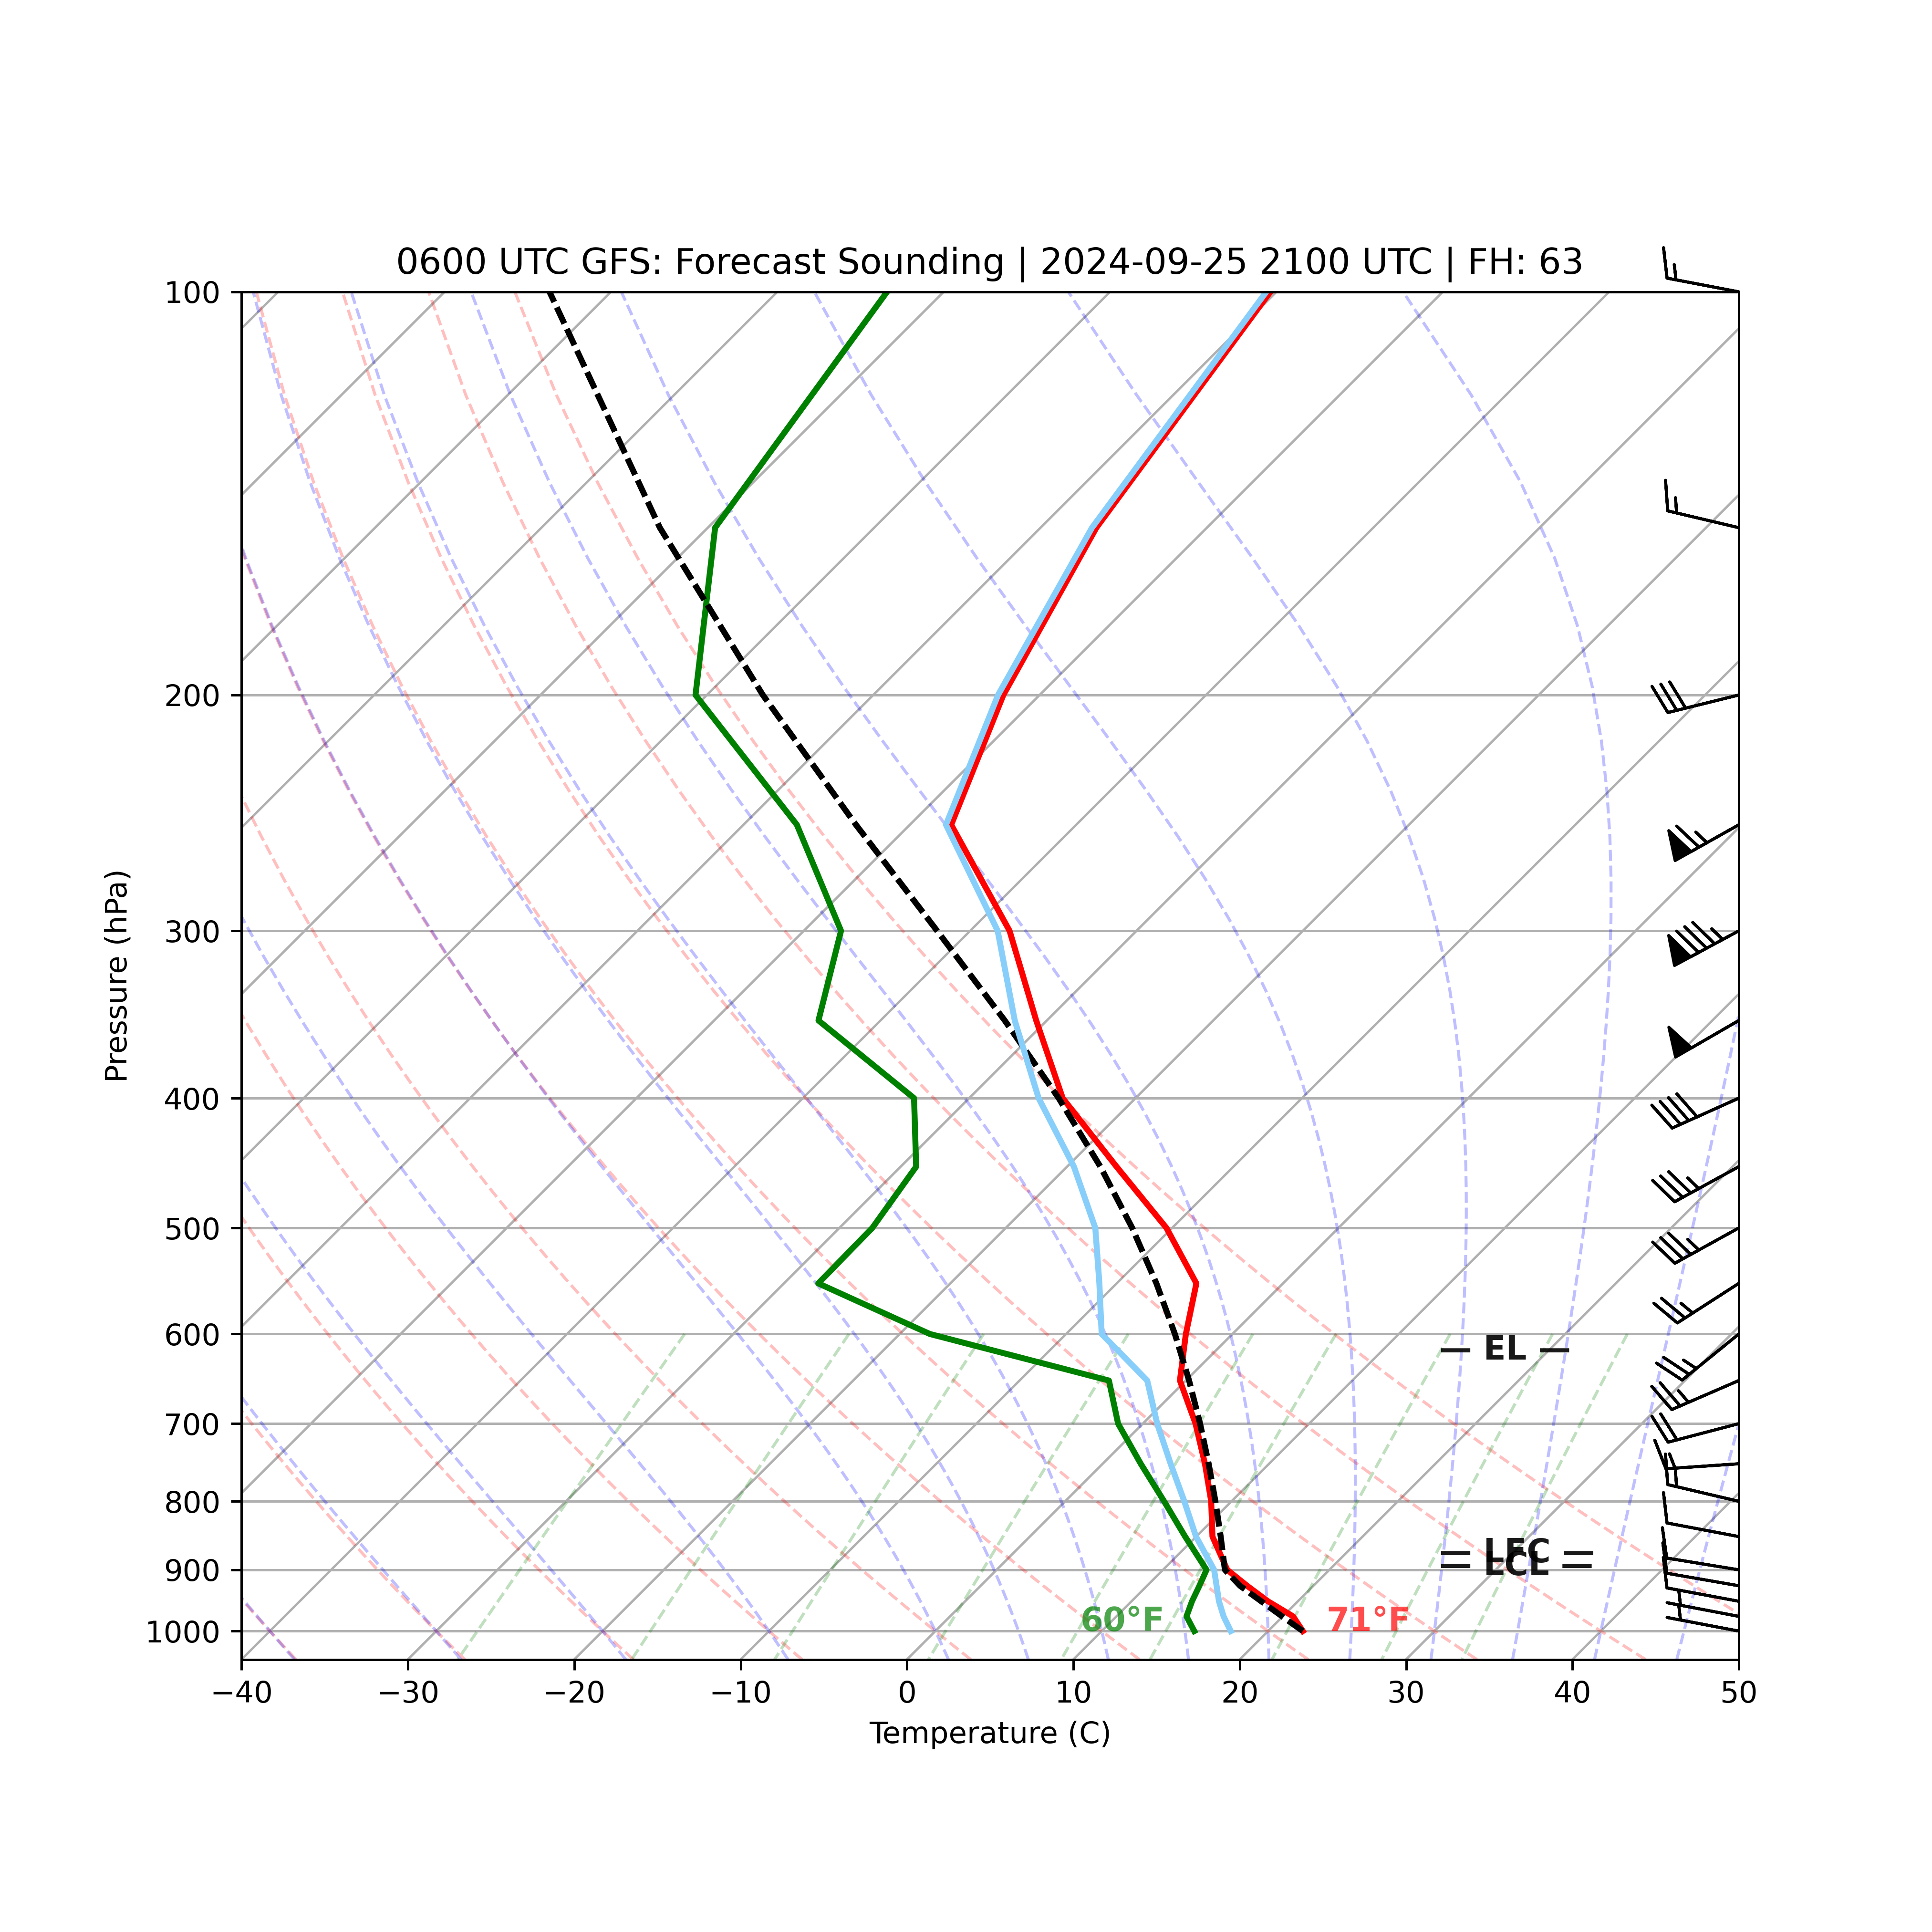 0600 UTC GFS: Forecast Sounding | 2024-09-25 2100 UTC | FH: 63
100
200
300
400
500
600
700
800
900
1000
Pressure (hPa)
— EL —
— LFC —
— LCL —
60°F
71°F
−40 −30 −20 −10 0 10 20 30 40 50
Temperature (C)